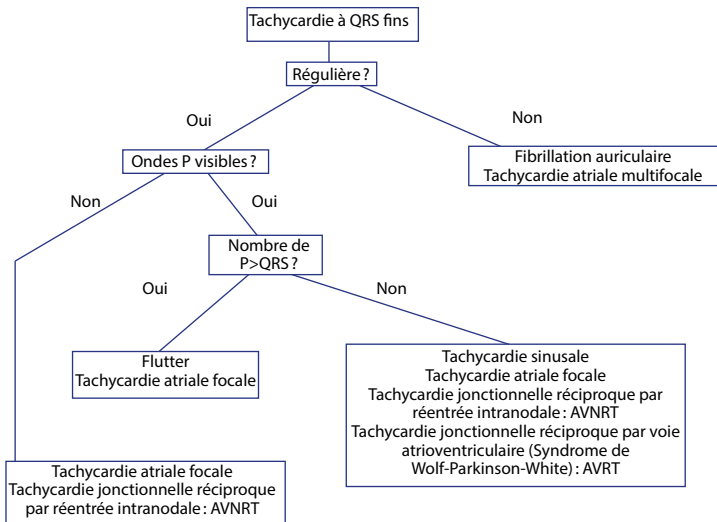 Tachycardie à QRS fins
Régulière ?
Oui
Non
Ondes P visibles ?
Fibrillation auriculaire
Tachycardie atriale multifocale
Non
Oui
Nombre de
P>QRS ?
Oui
Non
Flutter
Tachycardie atriale focale
Tachycardie sinusale
Tachycardie atriale focale
Tachycardie jonctionnelle réciproque par
réentrée intranodale : AVNRT
Tachycardie jonctionnelle réciproque par voie
atrioventriculaire (Syndrome de
Wolf-Parkinson-White) : AVRT
Tachycardie atriale focale
Tachycardie jonctionnelle réciproque
par réentrée intranodale : AVNRT